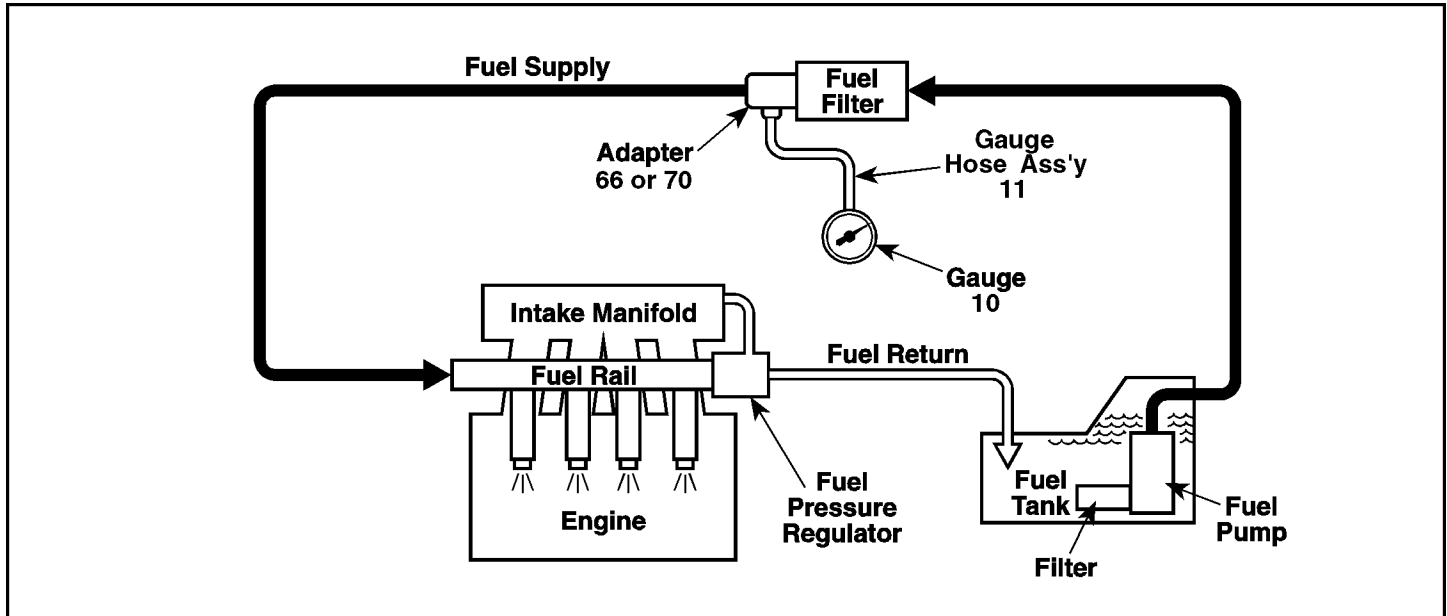 Fuel Supply
Fuel
Filter
Adapter
66 or 70
Gauge
Hose Ass'y
11
Gauge
10
Intake Manifold
Fuel Rail
Fuel Return
Engine
Fuel
Pressure
Regulator
Fuel
Tank
Filter
Fuel
Pump